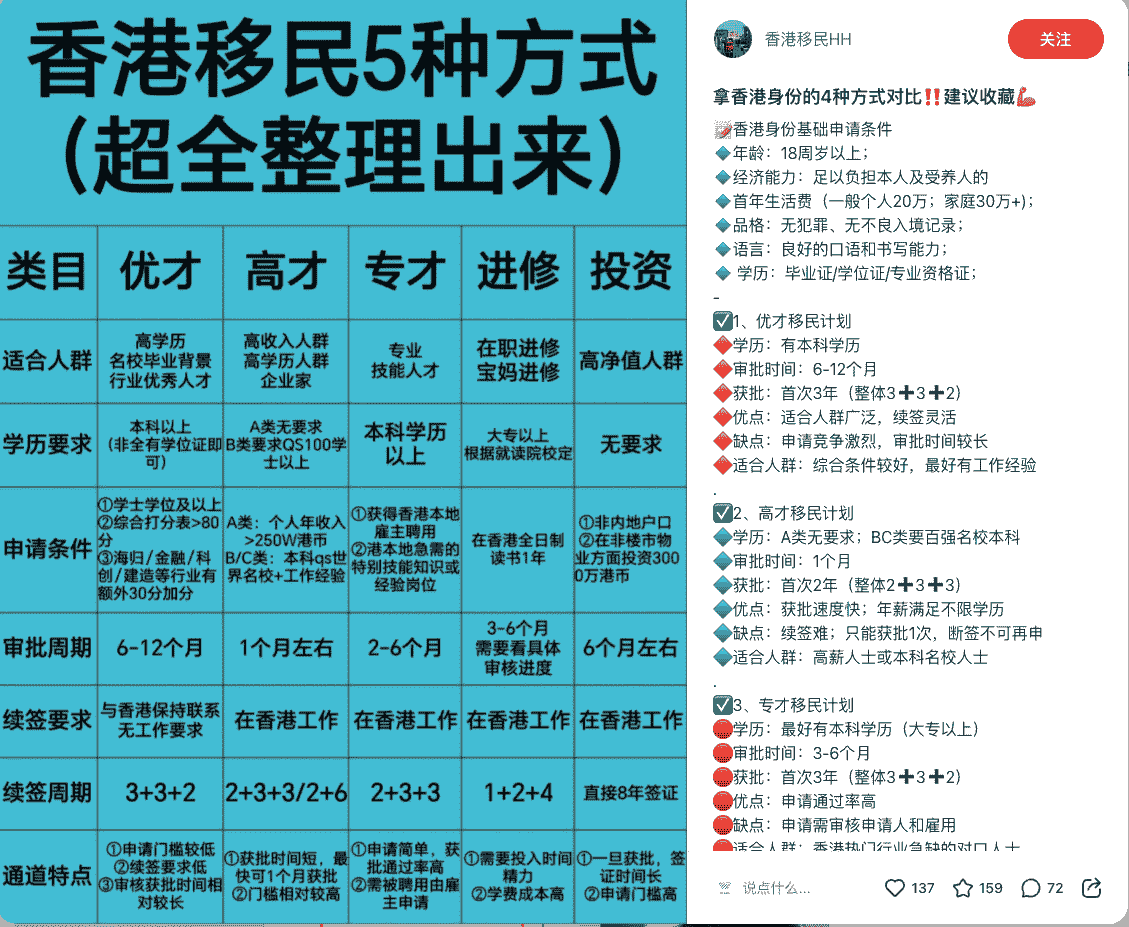 香港移民5种方式
（超全整理出来）
类目 优才 高才 专才 进修 投资
适合人群
高学历
名校毕业背景
行业优秀人才
高收入人群
高学历人群
企业家
专业
技能人才
在职进修
宝妈进修
高净值人群
学历要求
本科以上
（非全有学位证即
可）
A类无要求
B类要求QS100学
士以上
本科学历
以上
大专以上
根据就读院校定
无要求
申请条件
①学士学位及以上
②综合打分表>80
分
③海归/金融/科
创/建造等行业有
额外30分加分
A类：个人年收入
>250W港币
B/C类：本科qs世
界名校+工作经验
①获得香港本地
雇主聘用
②港本地急需的
特别技能知识或
经验岗位
在香港全日制
读书1年
①非内地户口
②在非楼市物
业方面投资300
0万港币
审批周期
6-12个月
1个月左右
2-6个月
3-6个月
需要看具体
审核进度
6个月左右
续签要求
与香港保持联系
无工作要求
在香港工作
在香港工作
在香港工作
在香港工作
续签周期
3+3+2
2+3+3/2+6
2+3+3
1+2+4
直接8年签证
通道特点
①申请门槛较低
②续签要求低
③审核获批时间相
对较长
①获批时间短，最
快可1个月获批
②门槛相对较高
①申请简单，获
批通过率高
②需被聘用由雇
主申请
①需要投入时间
精力
②学费成本高
①一旦获批，签
证时间长
②申请门槛高
香港移民HH
关注
拿香港身份的4种方式对比‼️建议收藏💪
📝香港身份基础申请条件
🔹年龄：18周岁以上；
🔹经济能力：足以负担本人及受养人的
🔹首年生活费（一般个人20万；家庭30万+)；
🔹品格：无犯罪、无不良入境记录；
🔹语言：良好的口语和书写能力；
🔹 学历：毕业证/学位证/专业资格证；
-
☑️1、优才移民计划
♦️学历：有本科学历
♦️审批时间：6-12个月
♦️获批：首次3年（整体3➕3➕2）
♦️优点：适合人群广泛，续签灵活
♦️缺点：申请竞争激烈，审批时间较长
♦️适合人群：综合条件较好，最好有工作经验
.
☑️2、高才移民计划
🔷学历：A类无要求；BC类要百强名校本科
🔷审批时间：1个月
🔷获批：首次2年（整体2➕3➕3）
🔷优点：获批速度快；年薪满足不限学历
🔷缺点：续签难；只能获批1次，断签不可再申
🔷适合人群：高薪人士或本科名校人士
.
☑️3、专才移民计划
🔴学历：最好有本科学历（大专以上）
🔴审批时间：3-6个月
🔴获批：首次3年（整体3➕3➕2）
🔴优点：申请通过率高
🔴缺点：申请需审核申请人和雇用
🔴适合人群：香港热门行业急缺的对口人士
说点什么...
137 159 72